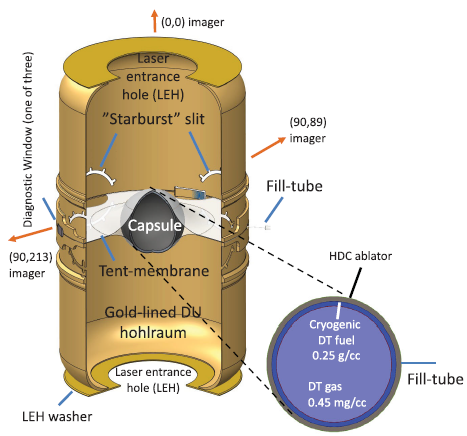 (0,0) imager
Laser
entrance
hole (LEH)
”Starburst” slit
Diagnostic Window (one of three)
(90,89)
imager
Fill-tube
Capsule
(90,213)
imager
Tent-membrane
HDC ablator
Gold-lined DU
hohlraum
Cryogenic
DT fuel
0.25 g/cc
DT gas
0.45 mg/cc
Fill-tube
Laser entrance
hole (LEH)
LEH washer